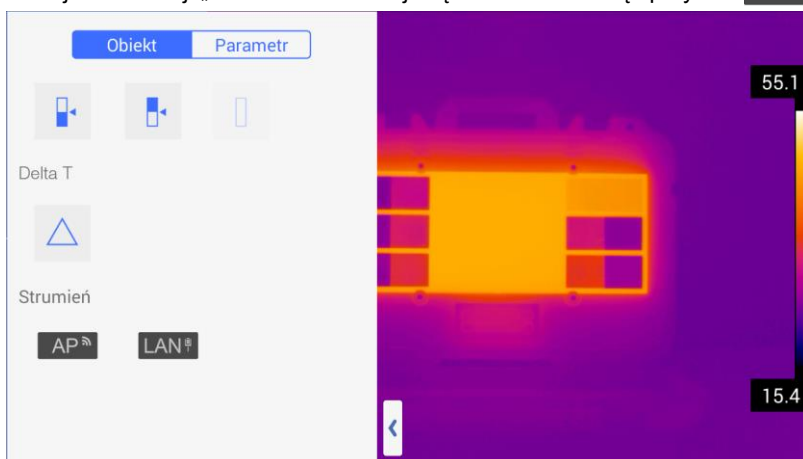 Obiekt Parametr
Delta T
Strumień
AP LAN
55.1
15.4